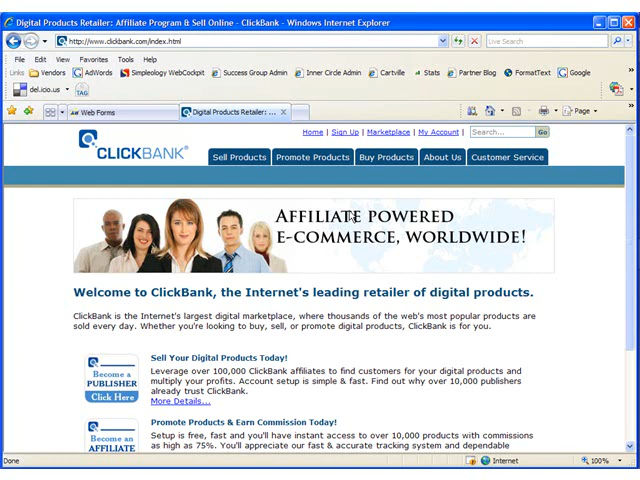 Digital Products Retailer: Affiliate Program & Sell Online - ClickBank - Windows Internet Explorer
http://www.clickbank.com/index.html
Live Search
File Edit View Favorites Tools Help
Links Vendors AdWords Simpleology WebCockpit Success Group Admin Inner Circle Admin Cartville Stats Partner Blog FormatText Google
del.icio.us TAG
Web Forms Digital Products Retailer: ... Page
Home | Sign Up | Marketplace | My Account | Search... Go
CLICKBANK®
Sell Products Promote Products Buy Products About Us Customer Service
AFFILIATE POWERED
E-COMMERCE, WORLDWIDE!
Welcome to ClickBank, the Internet's leading retailer of digital products.
ClickBank is the Internet's largest digital marketplace, where thousands of the web's most popular products are
sold every day. Whether you're looking to buy, sell, or promote digital products, ClickBank is for you.
Become a
PUBLISHER
Click Here
Sell Your Digital Products Today!
Leverage over 100,000 ClickBank affiliates to find customers for your digital products and
multiply your profits. Account setup is simple & fast. Find out why over 10,000 publishers
already trust ClickBank.
More Details...
Become an
AFFILIATE
Promote Products & Earn Commission Today!
Setup is free, fast and you'll have instant access to over 10,000 products with commissions
as high as 75%. You'll appreciate our fast & accurate tracking system and dependable
Done Internet 100%